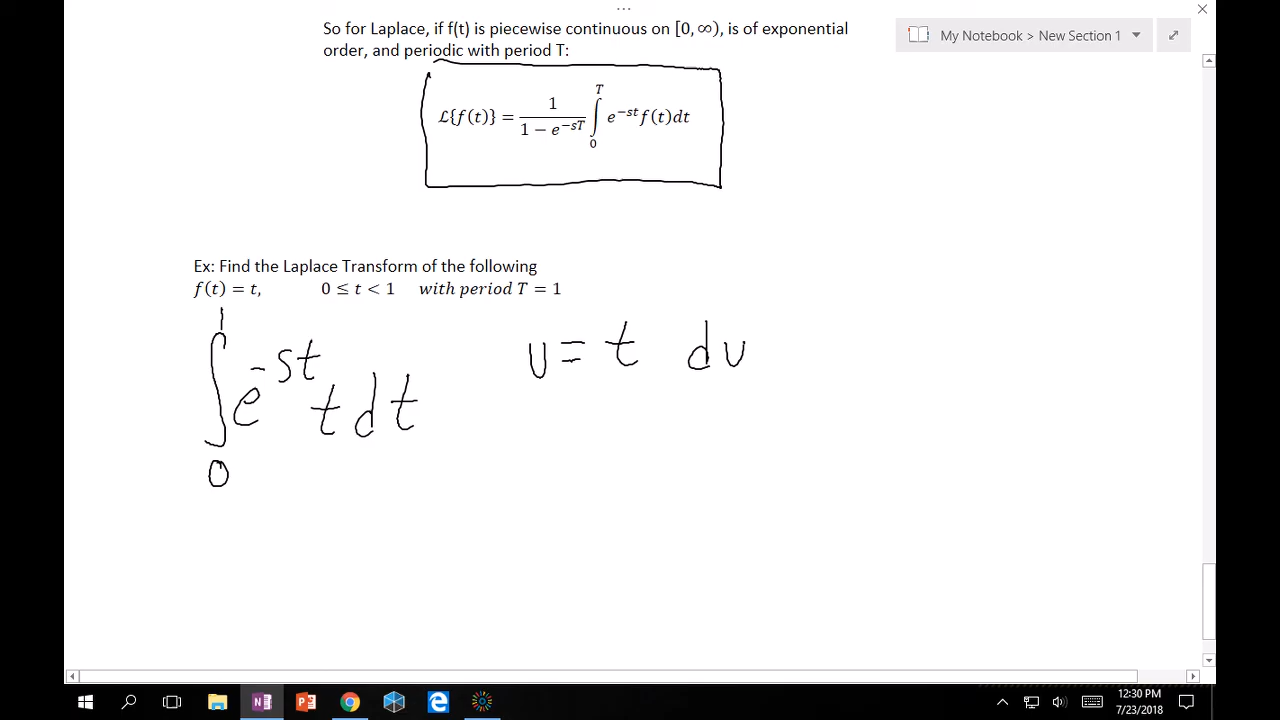 So for Laplace, if f(t) is piecewise continuous on [0, ∞), is of exponential
order, and periodic with period T:
My Notebook > New Section 1
ℒ{f(t)} = \frac{1}{1 − e^{−sT}} ∫_0^T e^{−st} f(t)dt
Ex: Find the Laplace Transform of the following
f(t) = t, 0 ≤ t < 1 with period T = 1
∫_0^1 e^{-st} t dt
u = t dv
12:30 PM
7/23/2018